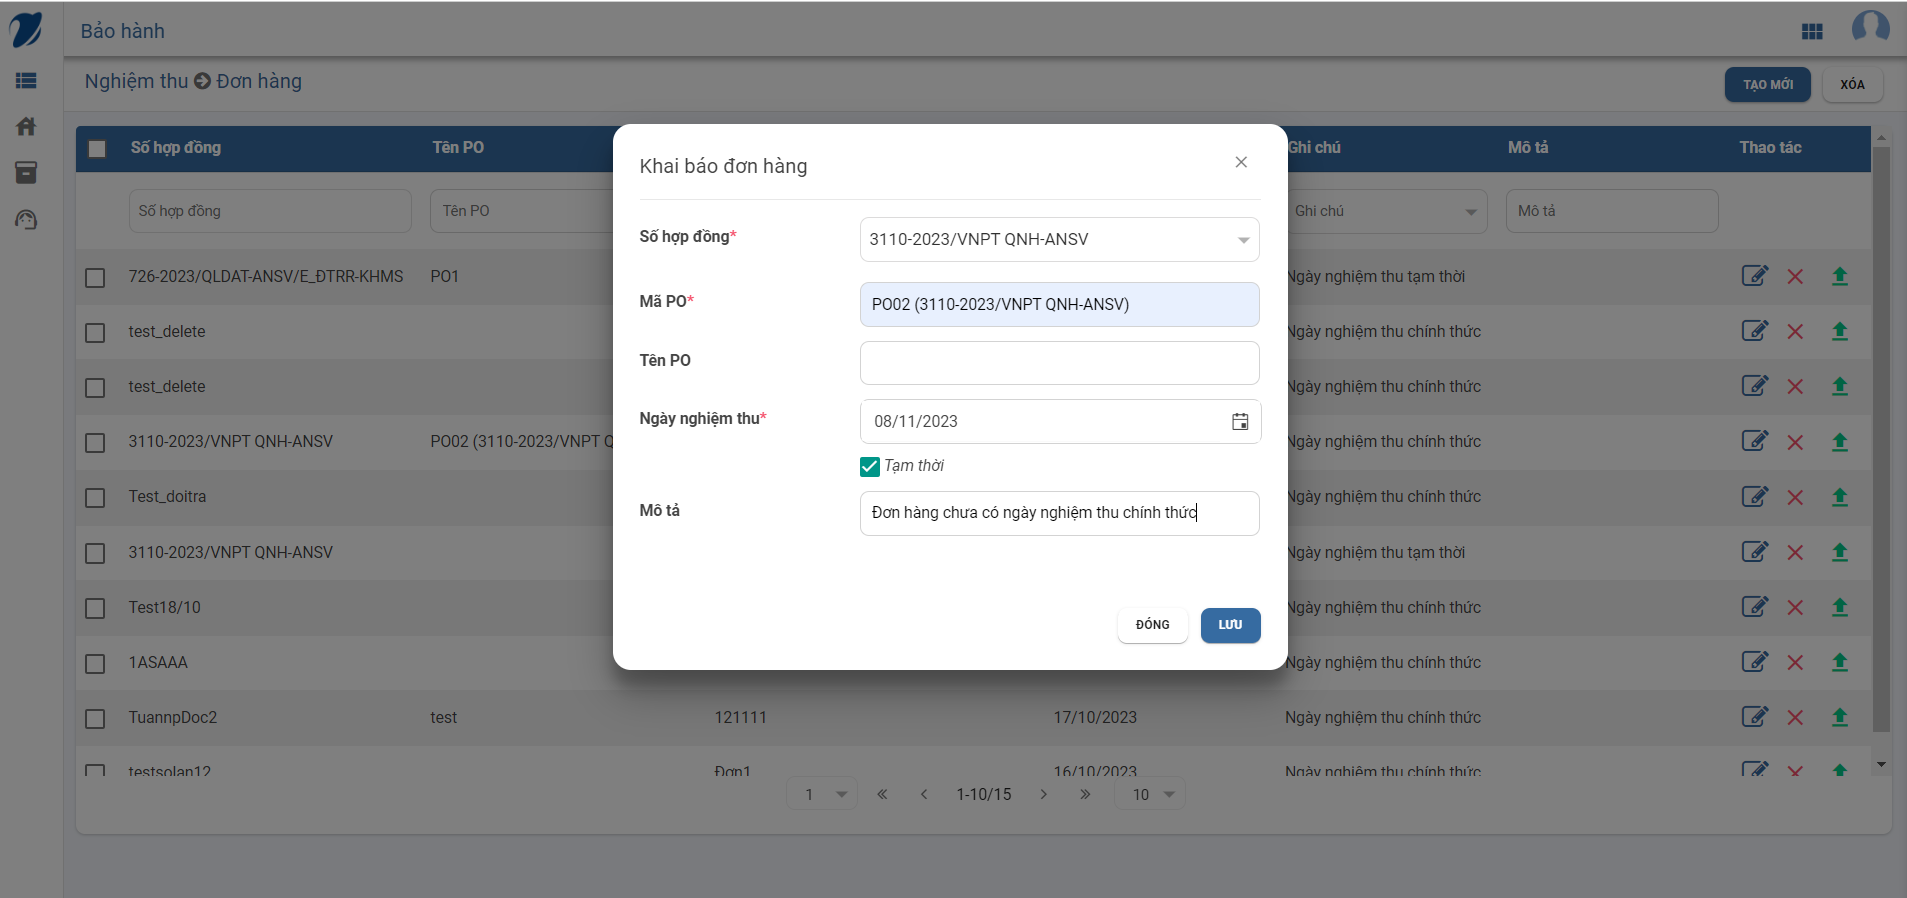 Bảo hành
Nghiệm thu Đơn hàng
TẠO MỚI XÓA
Số hợp đồng Tên PO Ghi chú Mô tả Thao tác
Số hợp đồng Tên PO Ghi chú Mô tả
726-2023/QLDAT-ANSV/E_ĐTRR-KHMS PO1 Ngày nghiệm thu tạm thời
test_delete Ngày nghiệm thu chính thức
test_delete Ngày nghiệm thu chính thức
3110-2023/VNPT QNH-ANSV PO02 (3110-2023/VNPT Q Ngày nghiệm thu chính thức
Test_doitra Ngày nghiệm thu chính thức
3110-2023/VNPT QNH-ANSV Ngày nghiệm thu tạm thời
Test18/10 Ngày nghiệm thu chính thức
1ASAAA Ngày nghiệm thu chính thức
TuannpDoc2 test 121111 17/10/2023 Ngày nghiệm thu chính thức
testsolan12 Đơn1 16/10/2023 Ngày nghiệm thu chính thức
1 1-10/15 10
Khai báo đơn hàng
Số hợp đồng* 3110-2023/VNPT QNH-ANSV
Mã PO* PO02 (3110-2023/VNPT QNH-ANSV)
Tên PO
Ngày nghiệm thu* 08/11/2023
Tạm thời
Mô tả Đơn hàng chưa có ngày nghiệm thu chính thức
ĐÓNG LƯU